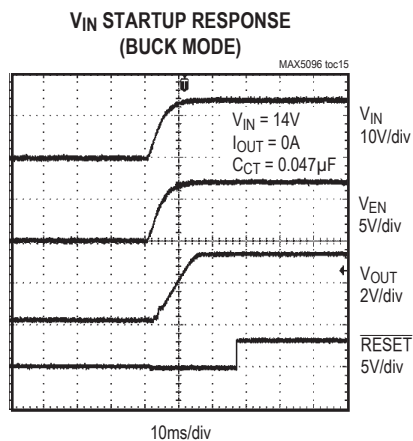 VIN STARTUP RESPONSE
(BUCK MODE)
MAX5096 toc15
VIN = 14V
IOUT = 0A
CCT = 0.047µF
VIN
10V/div
VEN
5V/div
VOUT
2V/div
RESET
5V/div
10ms/div